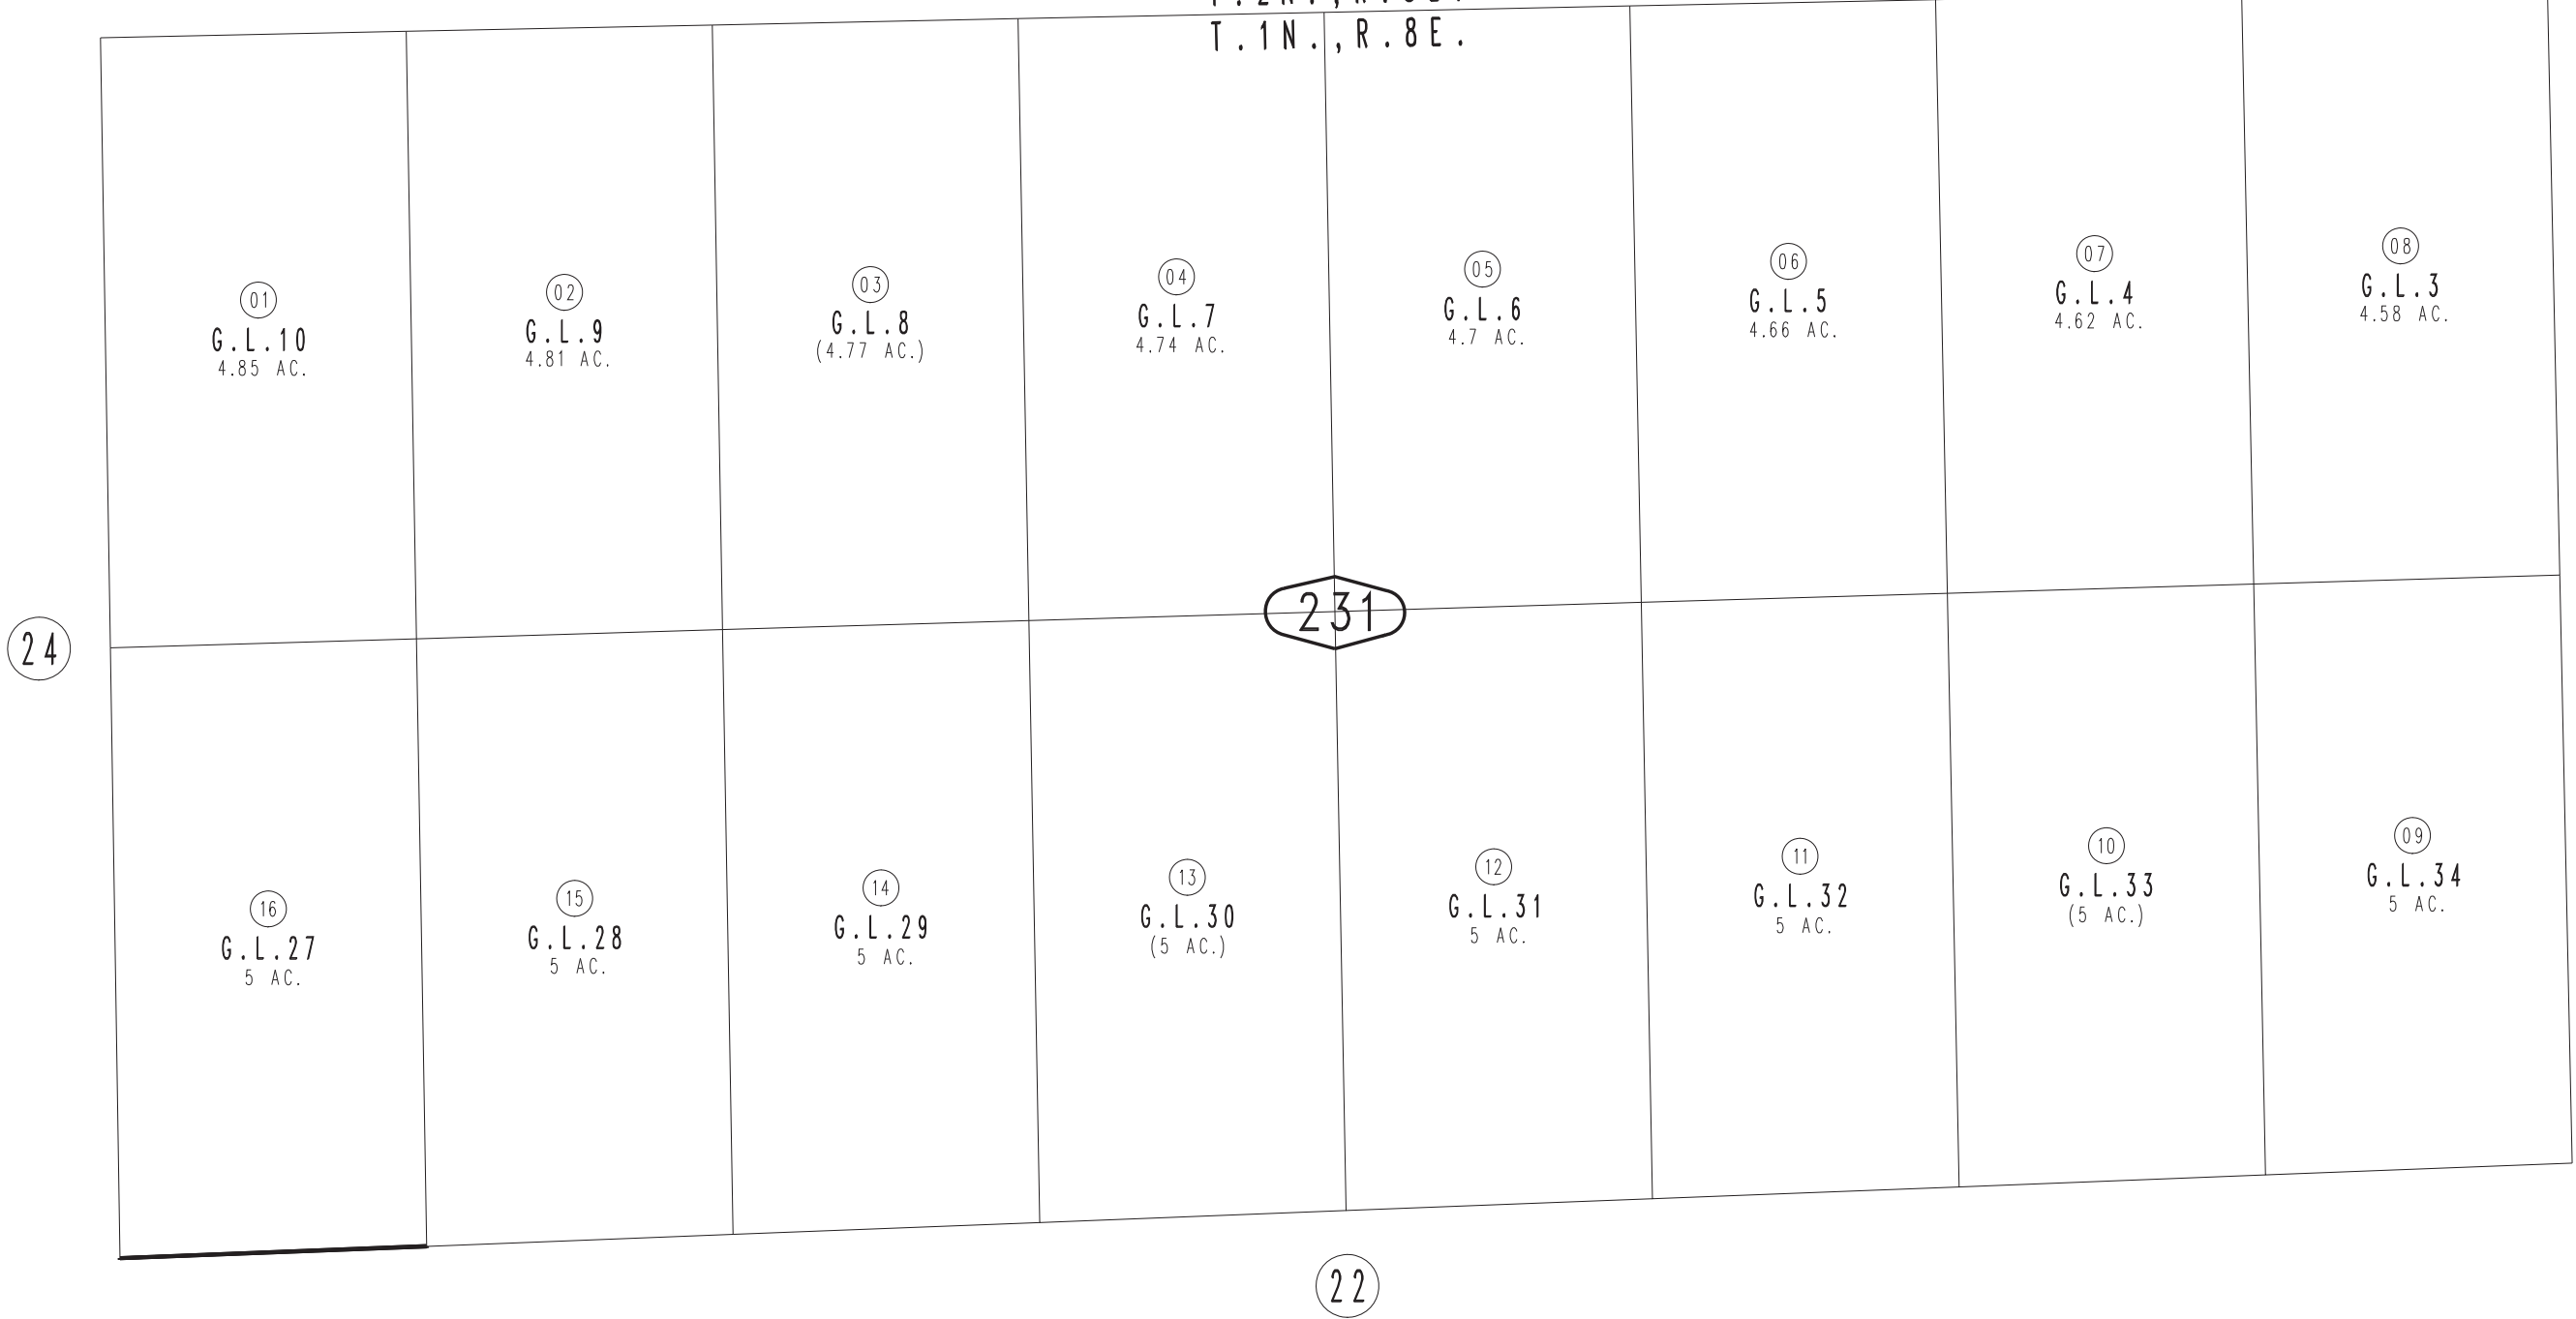 T.1N.,R.8E.
01
G.L.10
4.85 AC.
02
G.L.9
4.81 AC.
03
G.L.8
(4.77 AC.)
04
G.L.7
4.74 AC.
05
G.L.6
4.7 AC.
06
G.L.5
4.66 AC.
07
G.L.4
4.62 AC.
08
G.L.3
4.58 AC.
231
24
16
G.L.27
5 AC.
15
G.L.28
5 AC.
14
G.L.29
5 AC.
13
G.L.30
(5 AC.)
12
G.L.31
5 AC.
11
G.L.32
5 AC.
10
G.L.33
(5 AC.)
09
G.L.34
5 AC.
22